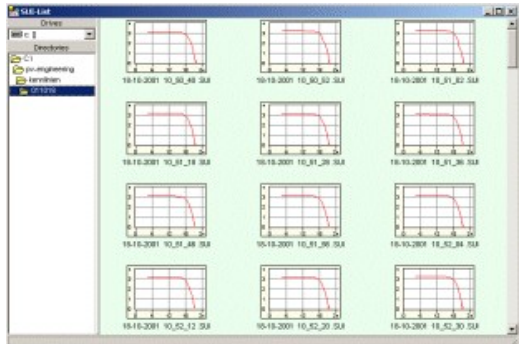 SUI-List
Drives
c: []
Directories
C:\
pv-engineering
kennlinien
011018
18-10-2001 10_50_40 .SUI
18-10-2001 10_50_52 .SUI
18-10-2001 10_51_02 .SUI
18-10-2001 10_51_18 .SUI
18-10-2001 10_51_28 .SUI
18-10-2001 10_51_36 .SUI
18-10-2001 10_51_46 .SUI
18-10-2001 10_51_56 .SUI
18-10-2001 10_52_04 .SUI
18-10-2001 10_52_12 .SUI
18-10-2001 10_52_20 .SUI
18-10-2001 10_52_30 .SUI